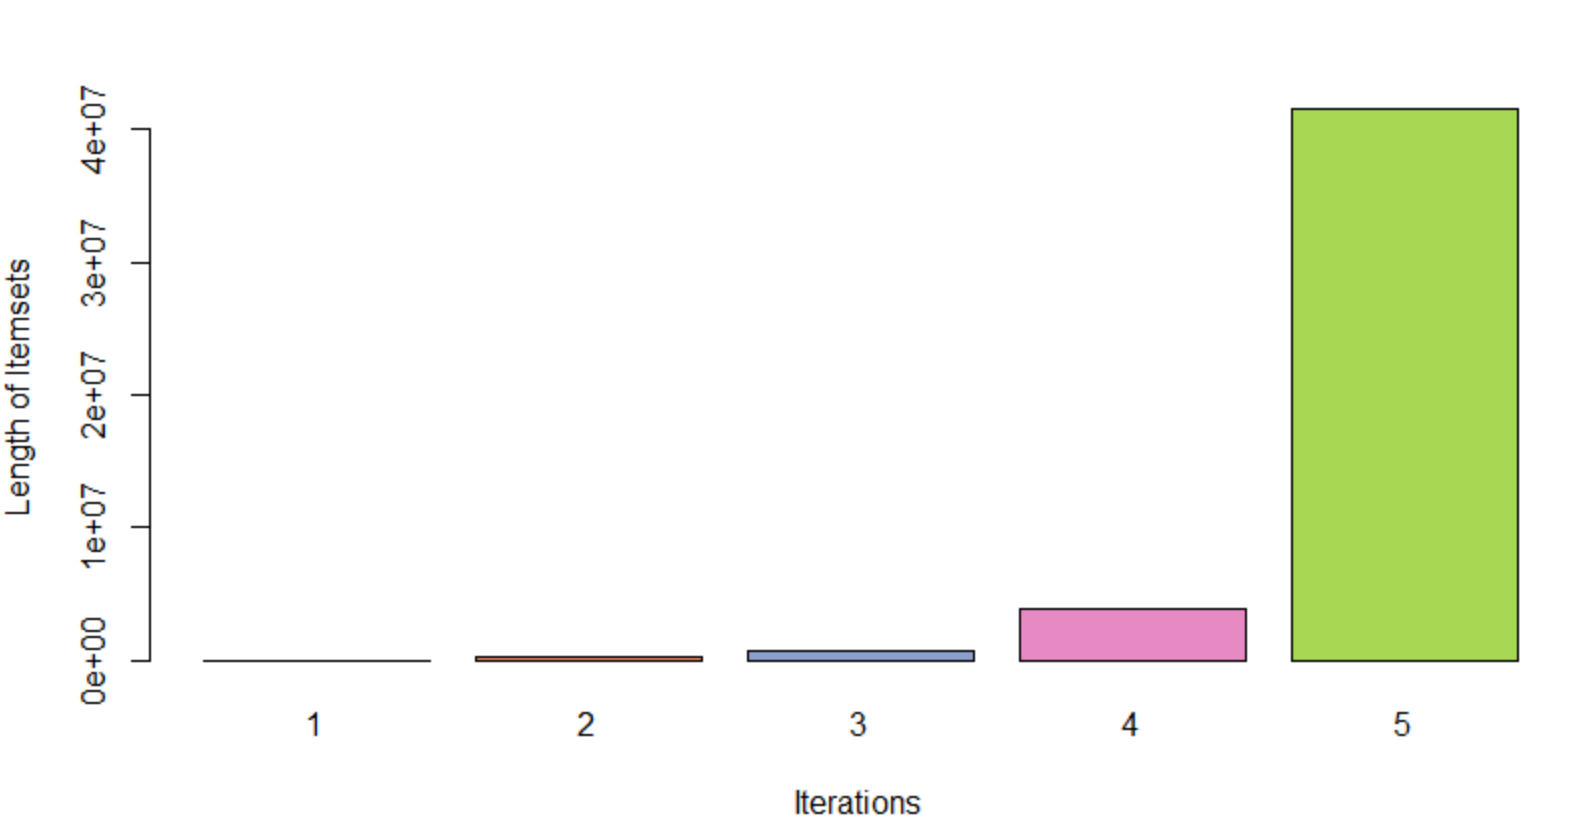 Length of Itemsets
4e+07
3e+07
2e+07
1e+07
0e+00
1 2 3 4 5
Iterations